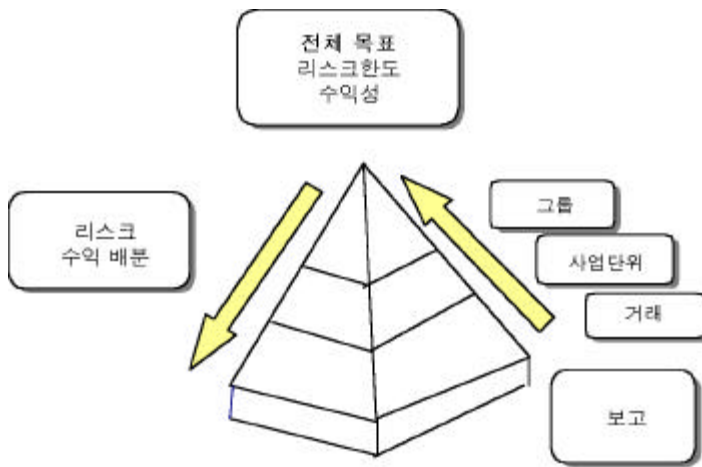 전체 목표
리스크한도
수익성
리스크
수익 배분
그룹
사업단위
거래
보고